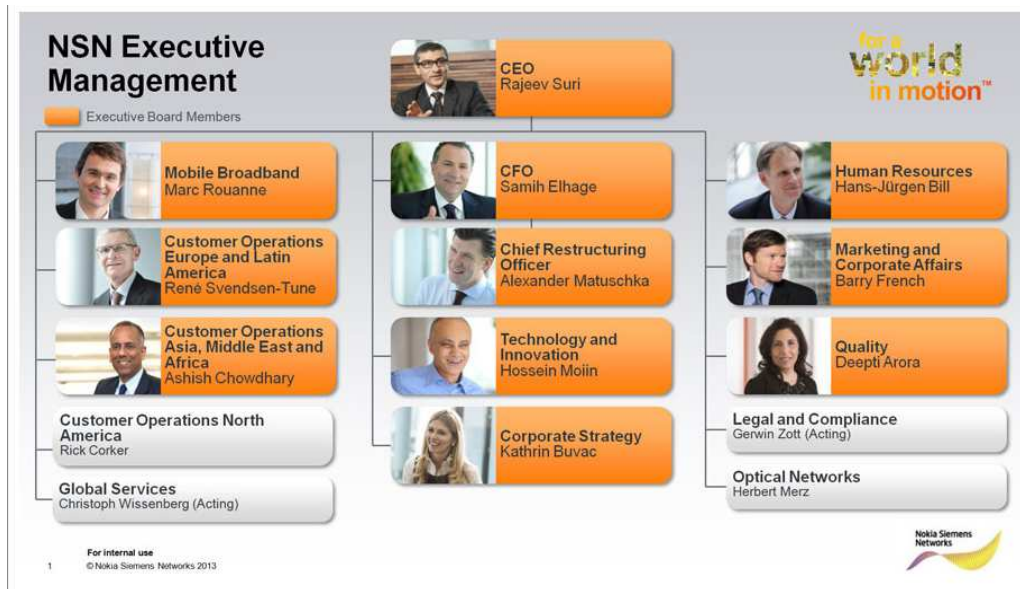 NSN Executive
Management
Executive Board Members
CEO
Rajeev Suri
for a
world
in motion™
Mobile Broadband
Marc Rouanne
Customer Operations
Europe and Latin
America
René Svendsen-Tune
Customer Operations
Asia, Middle East and
Africa
Ashish Chowdhary
Customer Operations North
America
Rick Corker
Global Services
Christoph Wissenberg (Acting)
CFO
Samih Elhage
Chief Restructuring
Officer
Alexander Matuschka
Technology and
Innovation
Hossein Moiin
Corporate Strategy
Kathrin Buvac
Human Resources
Hans-Jürgen Bill
Marketing and
Corporate Affairs
Barry French
Quality
Deepti Arora
Legal and Compliance
Gerwin Zott (Acting)
Optical Networks
Herbert Merz
Nokia Siemens
Networks
For internal use
1 © Nokia Siemens Networks 2013